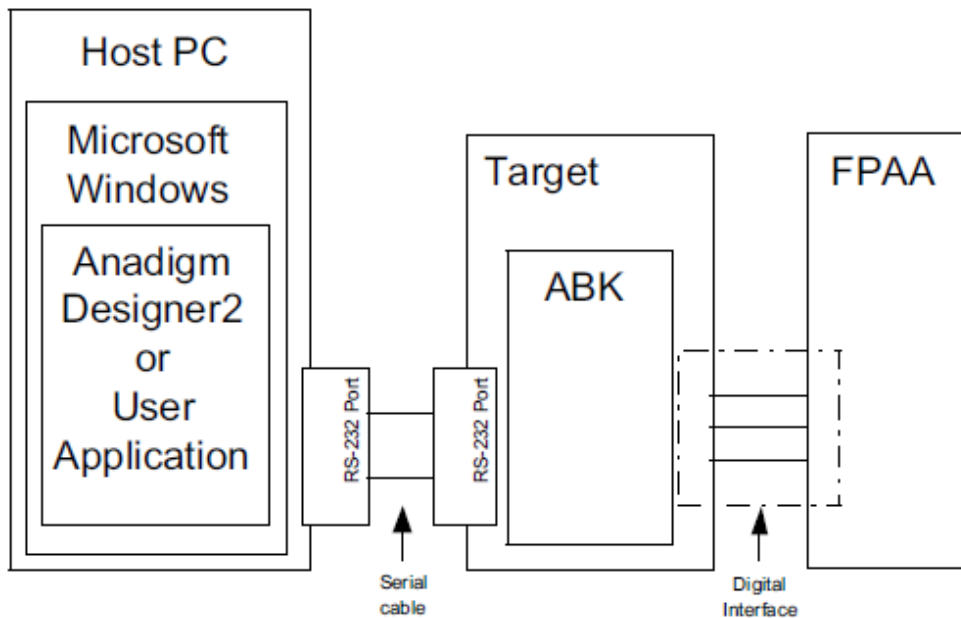 Host PC
Microsoft
Windows
Anadigm
Designer2
or
User
Application
RS-232 Port
Serial
cable
RS-232 Port
Target
ABK
Digital
Interface
FPAA